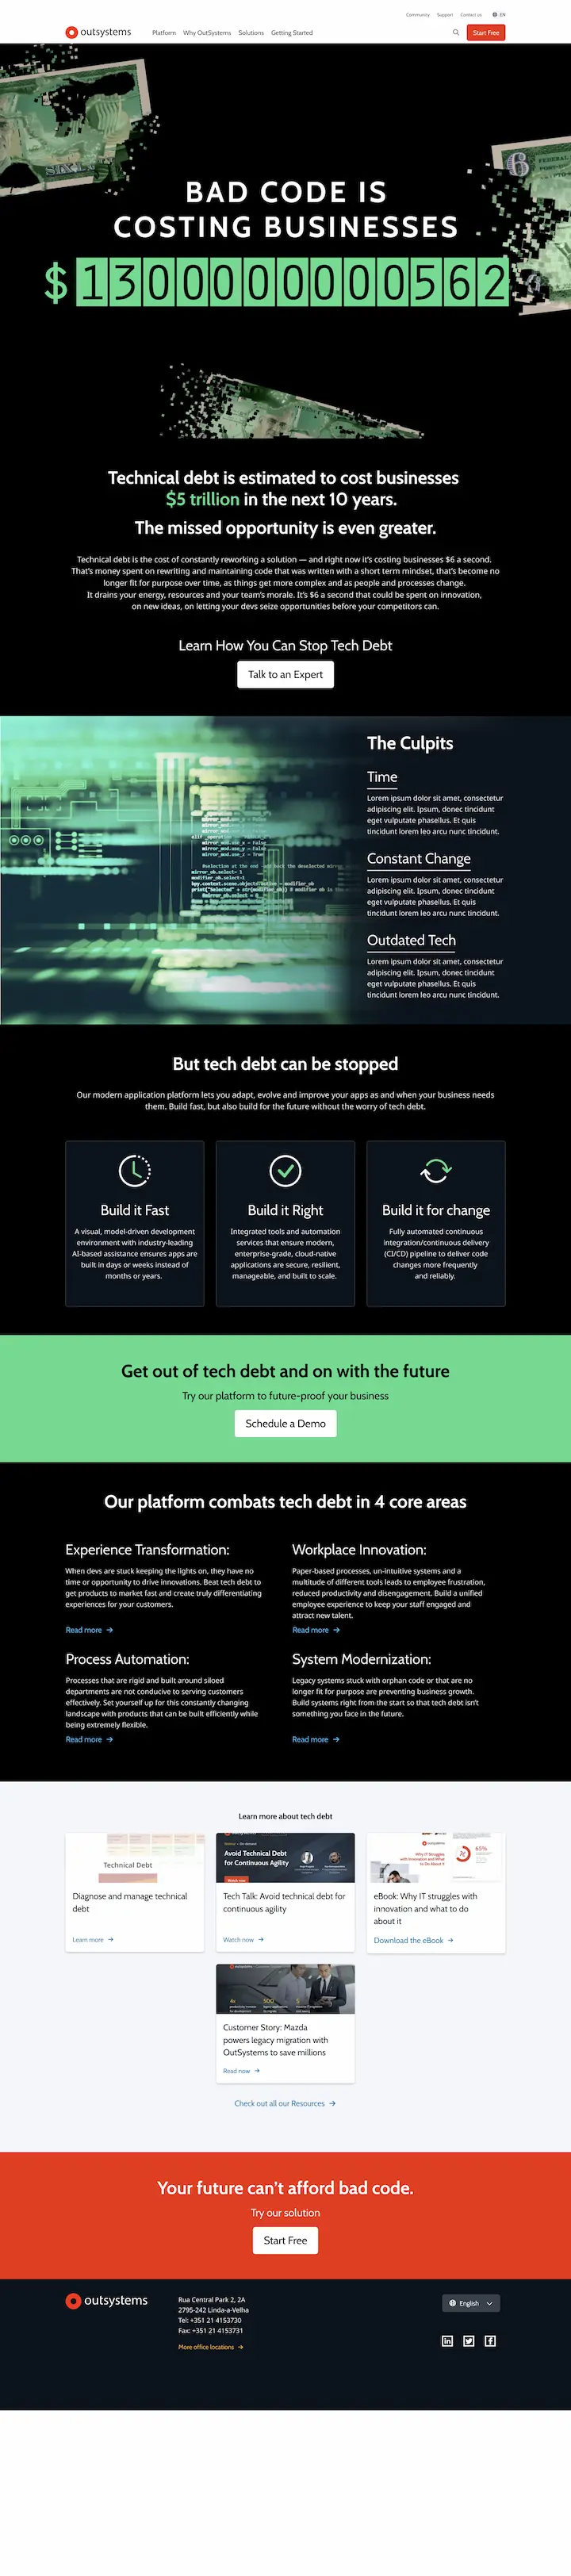 Community Support Contact us EN
outsystems Platform Why OutSystems Solutions Getting Started Start Free
BAD CODE IS
COSTING BUSINESSES
$1300000000562
Technical debt is estimated to cost businesses
$5 trillion in the next 10 years.
The missed opportunity is even greater.
Technical debt is the cost of constantly reworking a solution — and right now it's costing businesses $6 a second.
That's money spent on rewriting and maintaining code that was written with a short term mindset, that's become no
longer fit for purpose over time, as things get more complex and as people and processes change.
It drains your energy, resources and your team's morale. It's $6 a second that could be spent on innovation,
on new ideas, on letting your devs seize opportunities before your competitors can.
Learn How You Can Stop Tech Debt
Talk to an Expert
The Culpits
Time
Lorem ipsum dolor sit amet, consectetur
adipiscing elit. Ipsum, donec tincidunt
eget vulputate phasellus. Et quis
tincidunt lorem leo arcu nunc tincidunt.
Constant Change
Lorem ipsum dolor sit amet, consectetur
adipiscing elit. Ipsum, donec tincidunt
eget vulputate phasellus. Et quis
tincidunt lorem leo arcu nunc tincidunt.
Outdated Tech
Lorem ipsum dolor sit amet, consectetur
adipiscing elit. Ipsum, donec tincidunt
eget vulputate phasellus. Et quis
tincidunt lorem leo arcu nunc tincidunt.
But tech debt can be stopped
Our modern application platform lets you adapt, evolve and improve your apps as and when your business needs
them. Build fast, but also build for the future without the worry of tech debt.
Build it Fast
A visual, model-driven development
environment with industry-leading
AI-based assistance ensures apps are
built in days or weeks instead of
months or years.
Build it Right
Integrated tools and automation
services that ensure modern,
enterprise-grade, cloud-native
applications are secure, resilient,
manageable, and built to scale.
Build it for change
Fully automated continuous
integration/continuous delivery
(CI/CD) pipeline to deliver code
changes more frequently
and reliably.
Get out of tech debt and on with the future
Try our platform to future-proof your business
Schedule a Demo
Our platform combats tech debt in 4 core areas
Experience Transformation:
When devs are stuck keeping the lights on, they have no
time or opportunity to drive innovations. Beat tech debt to
get products to market fast and create truly differentiating
experiences for your customers.
Read more
Workplace Innovation:
Paper-based processes, un-intuitive systems and a
multitude of different tools leads to employee frustration,
reduced productivity and disengagement. Build a unified
employee experience to keep your staff engaged and
attract new talent.
Read more
Process Automation:
Processes that are rigid and built around siloed
departments are not conducive to serving customers
effectively. Set yourself up for this constantly changing
landscape with products that can be built efficiently while
being extremely flexible.
Read more
System Modernization:
Legacy systems stuck with orphan code or that are no
longer fit for purpose are preventing business growth.
Build systems right from the start so that tech debt isn't
something you face in the future.
Read more
Learn more about tech debt
Technical Debt
Diagnose and manage technical
debt
Learn more
Avoid Technical Debt
for Continuous Agility
Tech Talk: Avoid technical debt for
continuous agility
Watch now
Why IT Struggles
with Innovation and What
to Do About It
65%
eBook: Why IT struggles with
innovation and what to do
about it
Download the eBook
Customer Story: Mazda
powers legacy migration with
OutSystems to save millions
Read now
Check out all our Resources
Your future can't afford bad code.
Try our solution
Start Free
outsystems
Rua Central Park 2, 2A
2795-242 Linda-a-Velha
Tel: +351 21 4153730
Fax: +351 21 4153731
More office locations
English